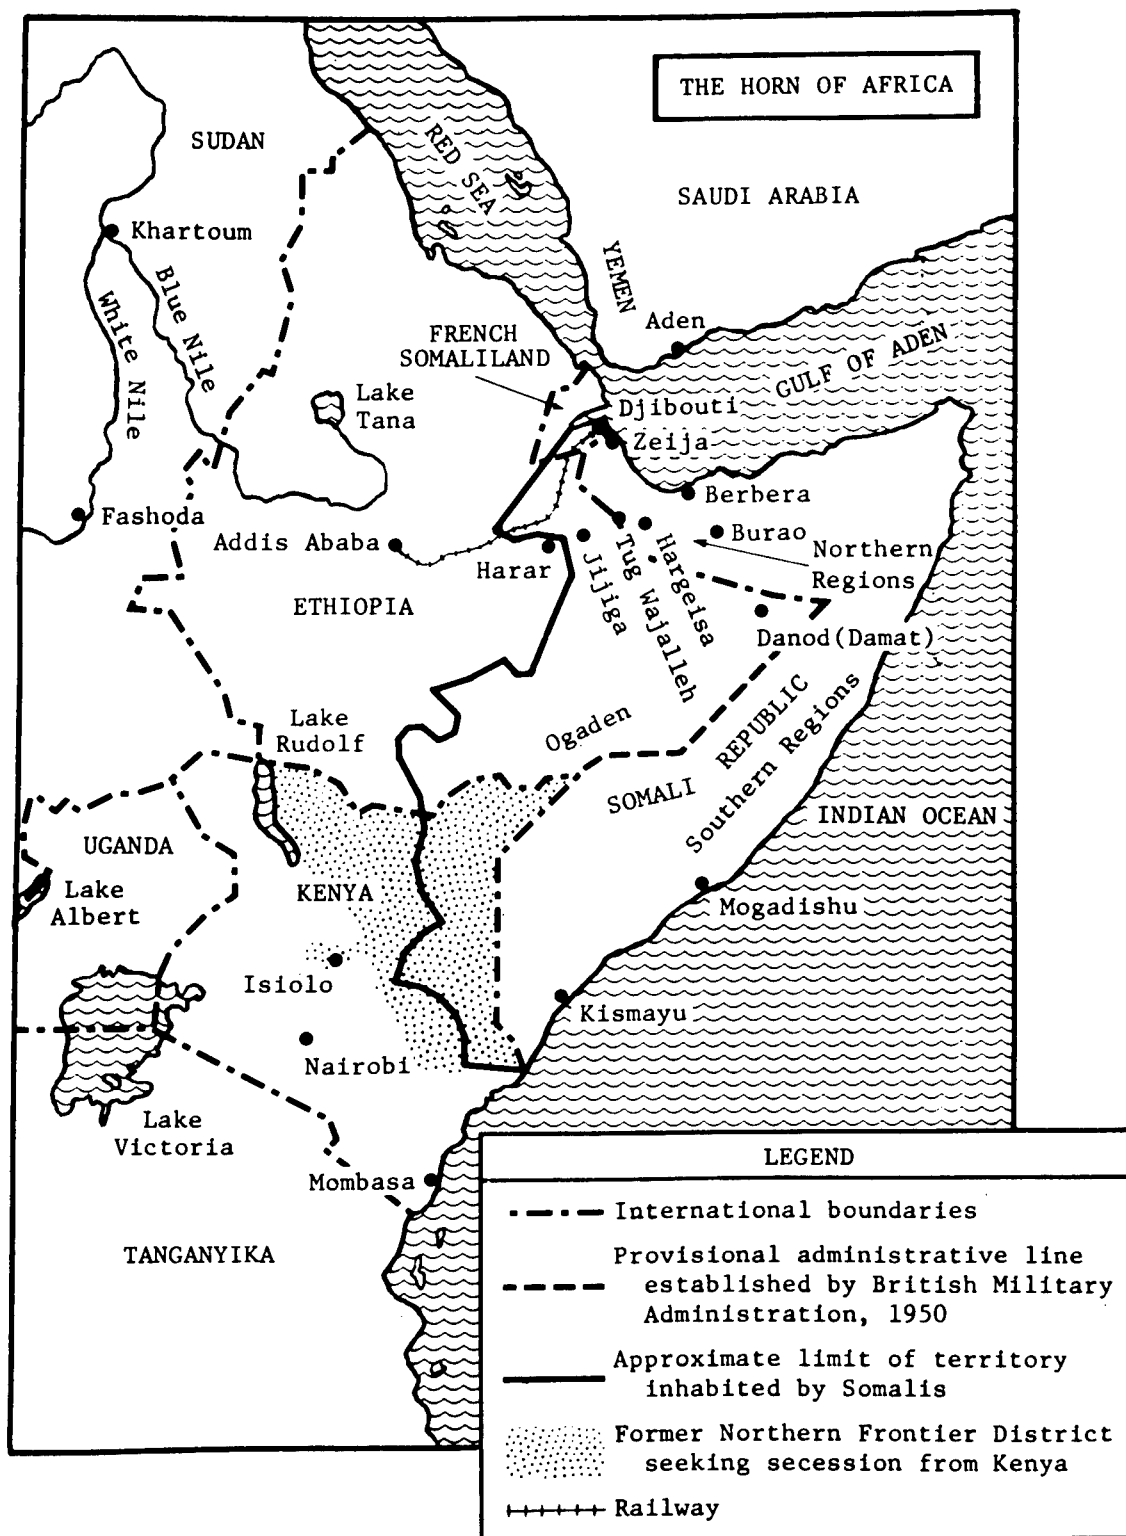 THE HORN OF AFRICA
SUDAN
RED SEA
SAUDI ARABIA
Khartoum
YEMEN
Blue Nile
White Nile
Aden
FRENCH
SOMALILAND
GULF OF ADEN
Lake
Tana
Djibouti
Zeija
Berbera
Fashoda
Addis Ababa
Burao
Harar
Jijiga
Tug Wajalleh
Hargeisa
Northern
Regions
ETHIOPIA
Danod(Damat)
Lake
Rudolf
Ogaden
SOMALI REPUBLIC
Southern Regions
INDIAN OCEAN
UGANDA
KENYA
Lake
Albert
Mogadishu
Isiolo
Kismayu
Nairobi
Lake
Victoria
Mombasa
TANGANYIKA
LEGEND
International boundaries
Provisional administrative line
established by British Military
Administration, 1950
Approximate limit of territory
inhabited by Somalis
Former Northern Frontier District
seeking secession from Kenya
Railway